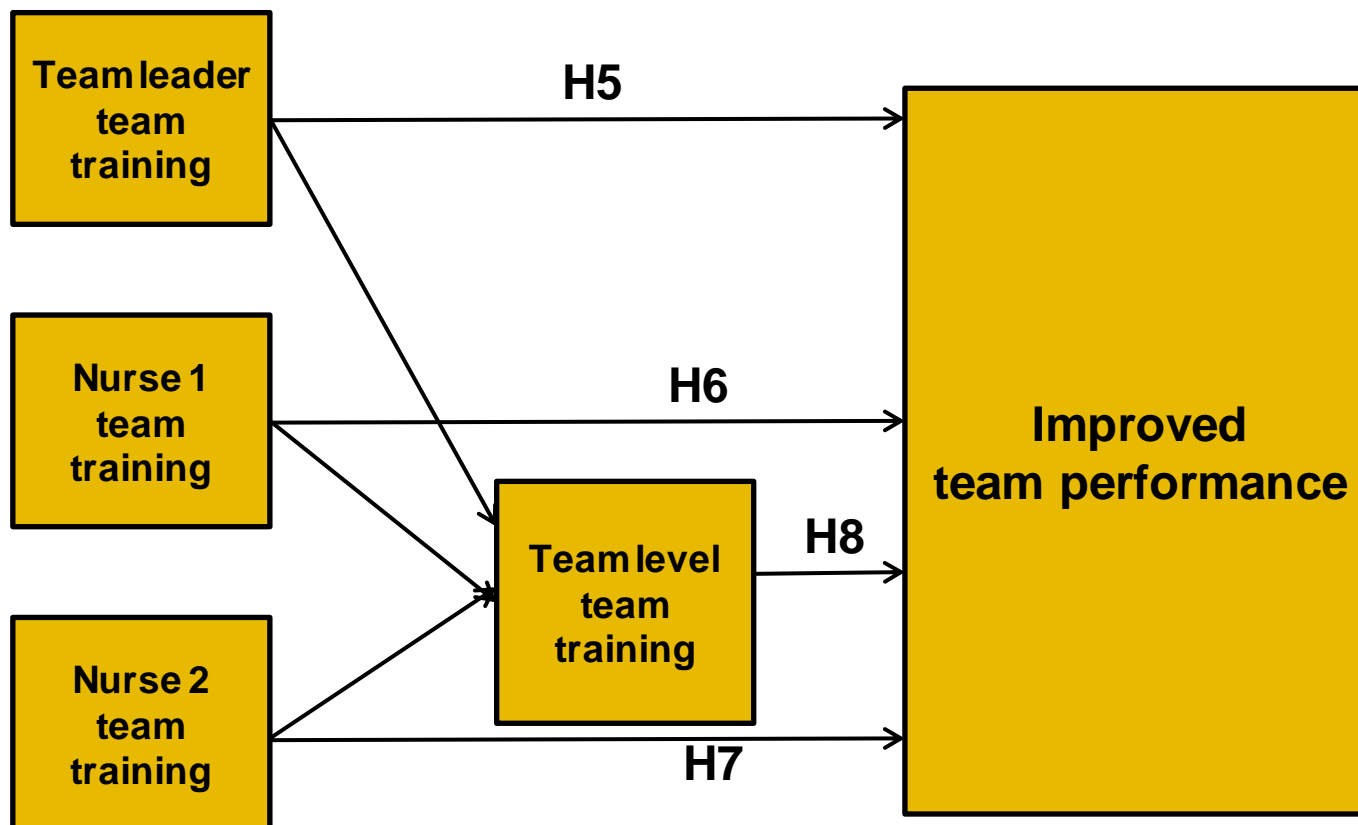 Team leader
team
training
H5
Nurse 1
team
training
H6
Improved
team performance
Team level
team
training
H8
Nurse 2
team
training
H7